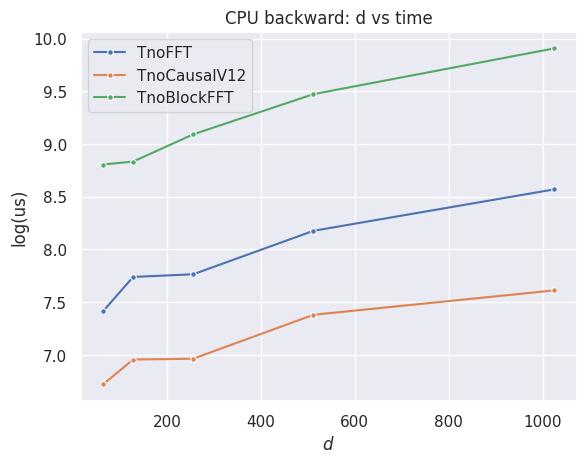 CPU backward: d vs time
TnoFFT
TnoCausalV12
TnoBlockFFT
log(us)
10.0
9.5
9.0
8.5
8.0
7.5
7.0
200 400 600 800 1000
d